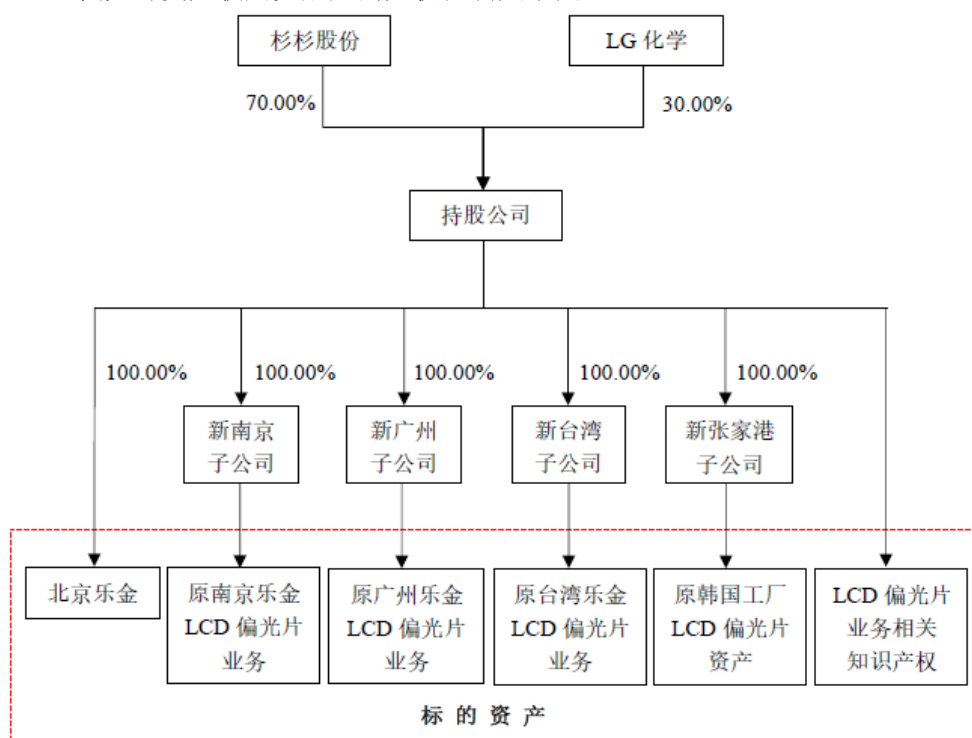 杉杉股份
LG 化学
70.00%
30.00%
持股公司
100.00%
100.00%
100.00%
100.00%
100.00%
新南京
子公司
新广州
子公司
新台湾
子公司
新张家港
子公司
北京乐金
原南京乐金
LCD 偏光片
业务
原广州乐金
LCD 偏光片
业务
原台湾乐金
LCD 偏光片
业务
原韩国工厂
LCD 偏光片
资产
LCD 偏光片
业务相关
知识产权
标 的 资 产